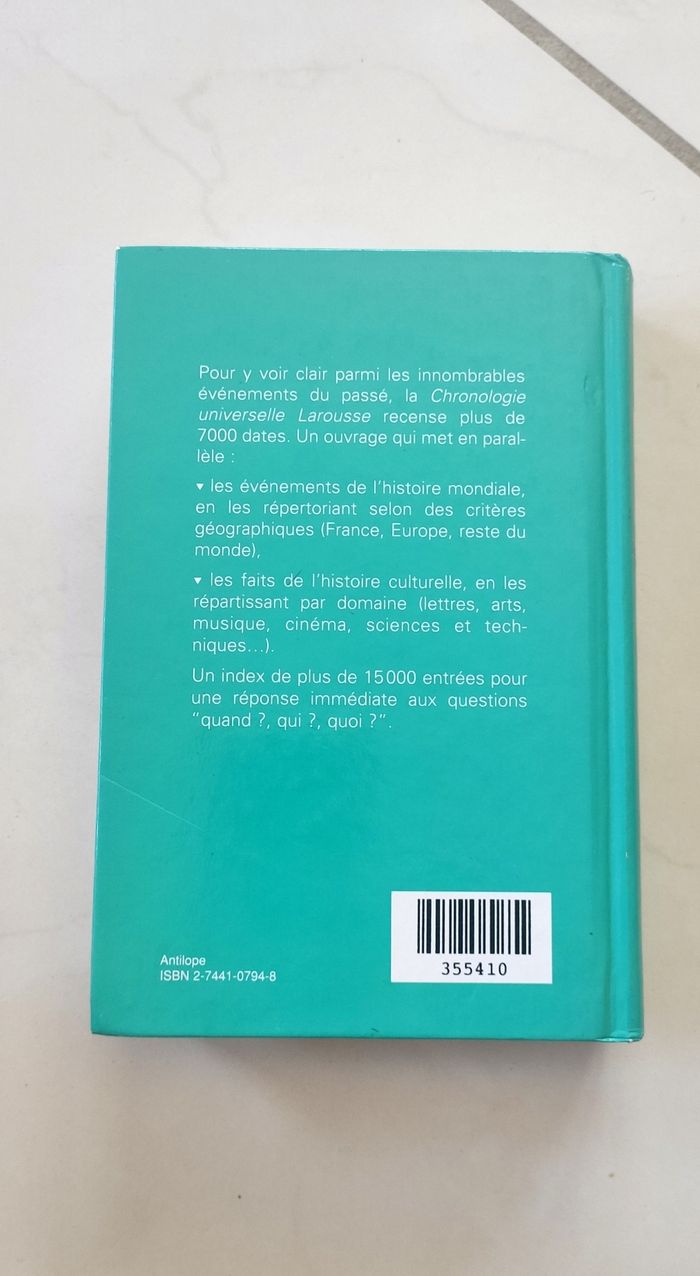 Pour y voir clair parmi les innombrables
événements du passé, la Chronologie
universelle Larousse recense plus de
7000 dates. Un ouvrage qui met en paral-
lèle :
▼ les événements de l'histoire mondiale,
en les répertoriant selon des critères
géographiques (France, Europe, reste du
monde),
▼ les faits de l'histoire culturelle, en les
répartissant par domaine (lettres, arts,
musique, cinéma, sciences et tech-
niques...).
Un index de plus de 15000 entrées pour
une réponse immédiate aux questions
"quand ?, qui ?, quoi ?".
Antilope
ISBN 2-7441-0794-8
355410